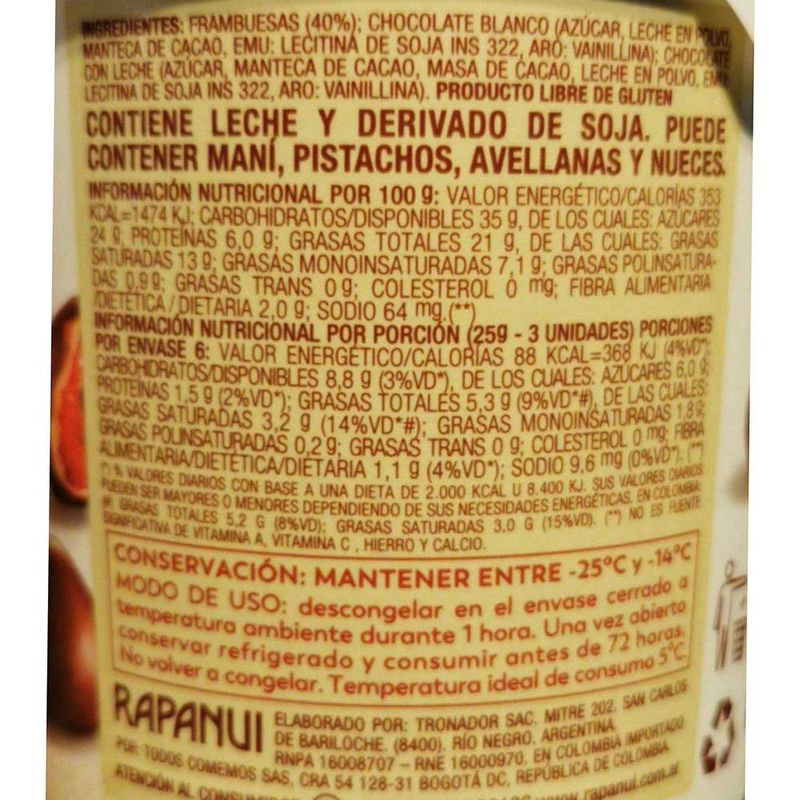 INGREDIENTES: FRAMBUESAS (40%); CHOCOLATE BLANCO (AZÚCAR, LECHE EN POLVO,
MANTECA DE CACAO, EMU: LECITINA DE SOJA INS 322, ARO: VAINILLINA); CHOCOLATE
CON LECHE (AZÚCAR, MANTECA DE CACAO, MASA DE CACAO, LECHE EN POLVO, EMU:
LECITINA DE SOJA INS 322, ARO: VAINILLINA). PRODUCTO LIBRE DE GLUTEN
CONTIENE LECHE Y DERIVADO DE SOJA. PUEDE
CONTENER MANÍ, PISTACHOS, AVELLANAS Y NUECES.
INFORMACIÓN NUTRICIONAL POR 100 g: VALOR ENERGÉTICO/CALORÍAS 353
KCAL=1474 KJ; CARBOHIDRATOS/DISPONIBLES 35 g, DE LOS CUALES: AZÚCARES
24 g; PROTEÍNAS 6,0 g; GRASAS TOTALES 21 g, DE LAS CUALES: GRASAS
SATURADAS 13 g; GRASAS MONOINSATURADAS 7,1 g; GRASAS POLINSATURA-
DAS 0,9 g; GRASAS TRANS 0 g; COLESTEROL 0 mg; FIBRA ALIMENTARIA
/DIETÉTICA / DIETARIA 2,0 g; SODIO 64 mg.(**)
INFORMACIÓN NUTRICIONAL POR PORCIÓN (25g - 3 UNIDADES) PORCIONES
POR ENVASE 6: VALOR ENERGÉTICO/CALORÍAS 88 KCAL=368 KJ (4%VD*);
CARBOHIDRATOS/DISPONIBLES 8,8 g (3%VD*), DE LOS CUALES: AZÚCARES 6,0 g;
PROTEÍNAS 1,5 g (2%VD*); GRASAS TOTALES 5,3 g (9%VD*#), DE LAS CUALES:
GRASAS SATURADAS 3,2 g (14%VD*#); GRASAS MONOINSATURADAS 1,8 g;
GRASAS POLINSATURADAS 0,2 g; GRASAS TRANS 0 g; COLESTEROL 0 mg; FIBRA
ALIMENTARIA/DIETÉTICA/DIETARIA 1,1 g (4%VD*); SODIO 9,6 mg (0%VD*). (**)
(*) % VALORES DIARIOS CON BASE A UNA DIETA DE 2.000 KCAL U 8.400 KJ. SUS VALORES DIARIOS
PUEDEN SER MAYORES O MENORES DEPENDIENDO DE SUS NECESIDADES ENERGÉTICAS. EN COLOMBIA
#: GRASAS TOTALES 5,2 G (8%VD); GRASAS SATURADAS 3,0 G (15%VD). (**) NO ES FUENTE
SIGNIFICATIVA DE VITAMINA A, VITAMINA C , HIERRO Y CALCIO.
CONSERVACIÓN: MANTENER ENTRE -25°C y -14°C
MODO DE USO: descongelar en el envase cerrado a
temperatura ambiente durante 1 hora. Una vez abierto
conservar refrigerado y consumir antes de 72 horas.
No volver a congelar. Temperatura ideal de consumo 5°C.
RAPANUI
ELABORADO POR: TRONADOR SAC. MITRE 202. SAN CARLOS
DE BARILOCHE. (8400). RÍO NEGRO. ARGENTINA.
RNPA 16008707 - RNE 16000970. EN COLOMBIA IMPORTADO
POR: TODOS COMEMOS SAS, CRA 54 128-31 BOGOTÁ DC, REPÚBLICA DE COLOMBIA.
ATENCIÓN AL CONSUMIDOR www.rapanui.com.ar